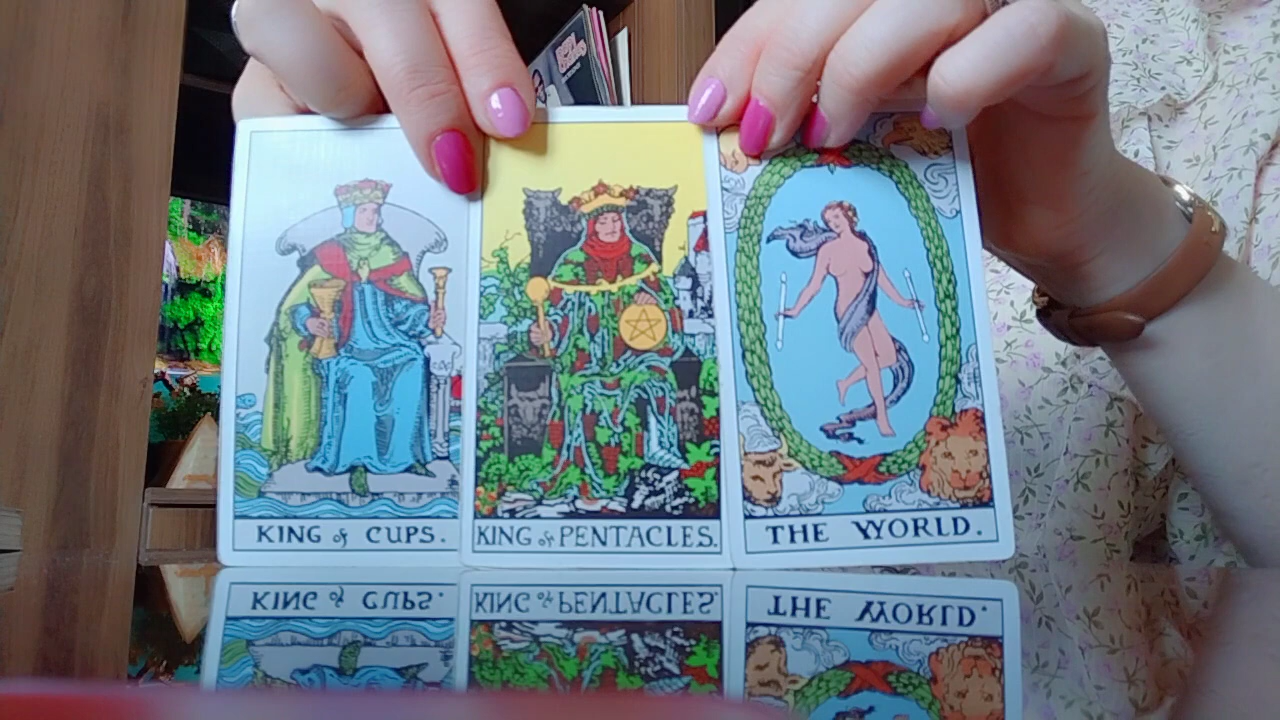 KING of CUPS.
KING of PENTACLES.
THE WORLD.